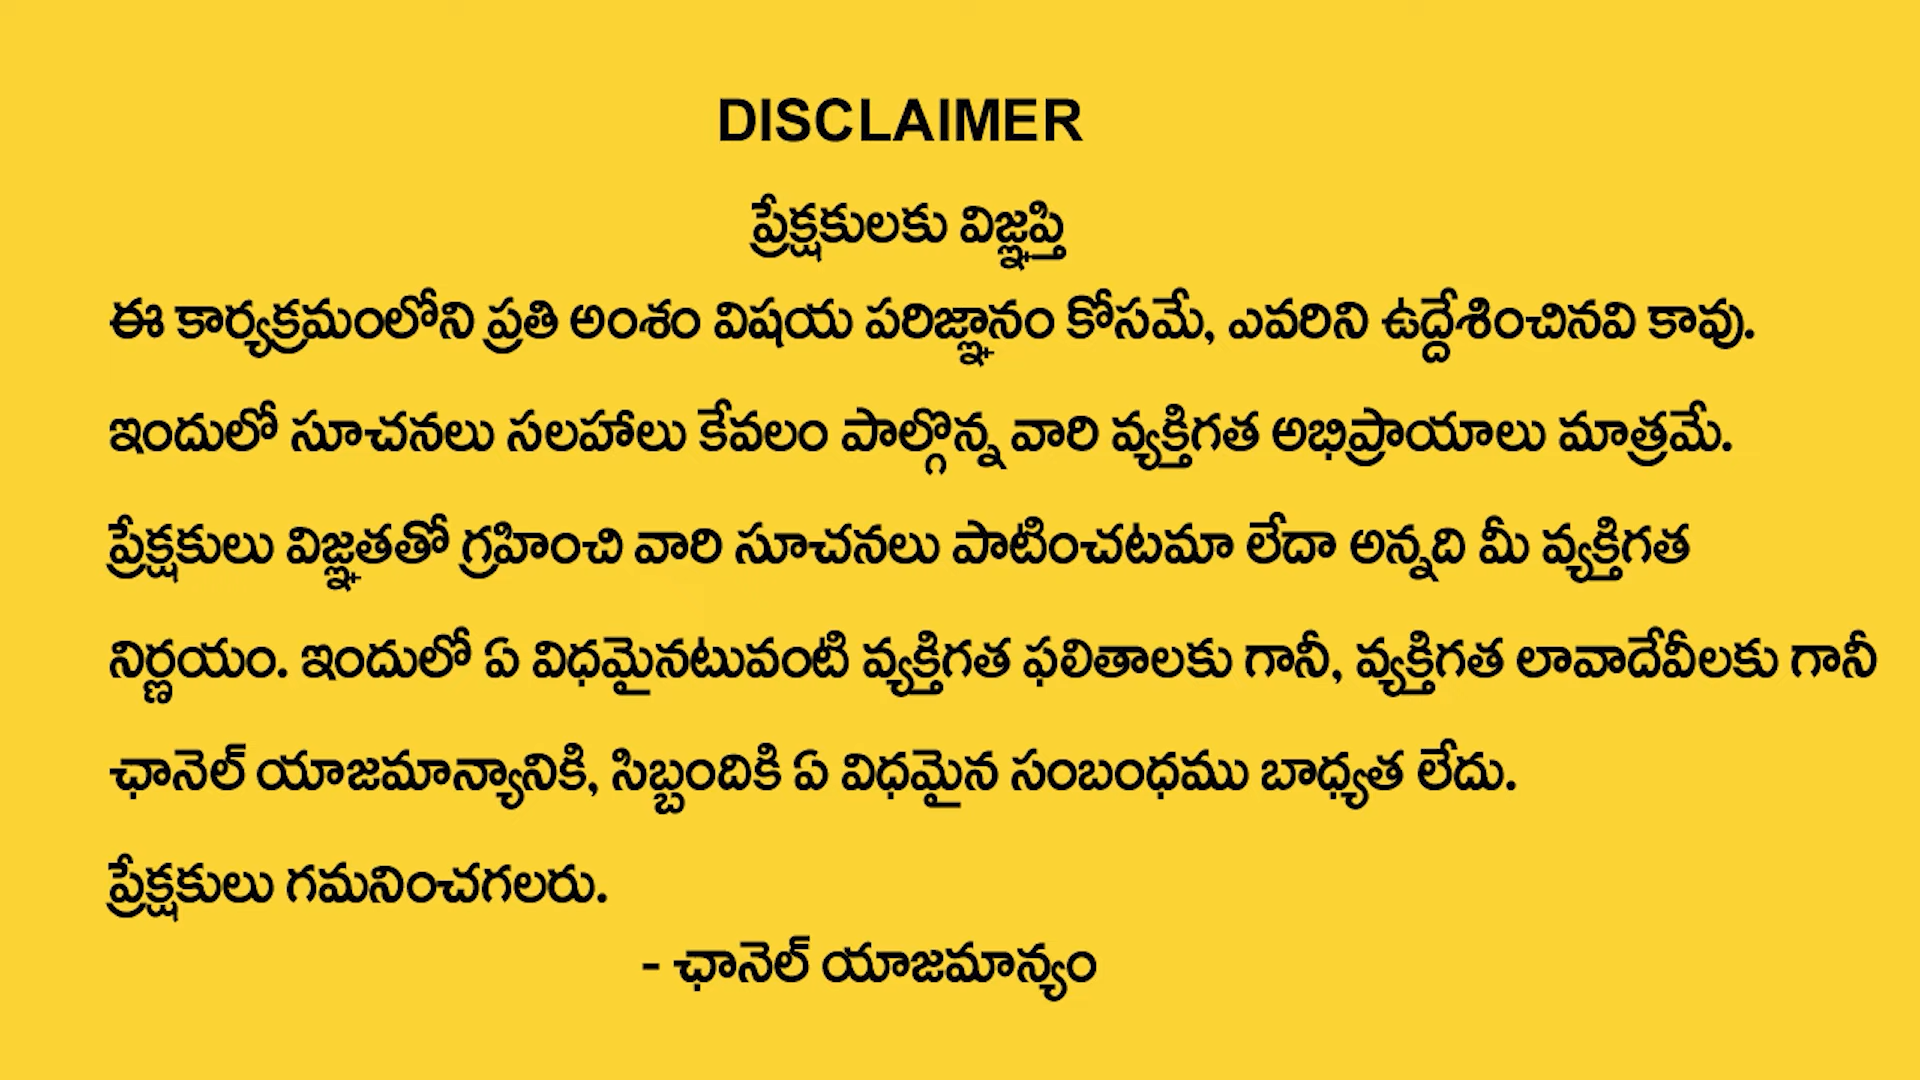 DISCLAIMER
ప్రేక్షకులకు విజ్ఞప్తి
ఈ కార్యక్రమంలోని ప్రతి అంశం విషయ పరిజ్ఞానం కోసమే, ఎవరిని ఉద్దేశించినవి కావు.
ఇందులో సూచనలు సలహాలు కేవలం పాల్గొన్న వారి వ్యక్తిగత అభిప్రాయాలు మాత్రమే.
ప్రేక్షకులు విజ్ఞతతో గ్రహించి వారి సూచనలు పాటించటమా లేదా అన్నది మీ వ్యక్తిగత
నిర్ణయం. ఇందులో ఏ విధమైనటువంటి వ్యక్తిగత ఫలితాలకు గానీ, వ్యక్తిగత లావాదేవీలకు గానీ
ఛానెల్ యాజమాన్యానికి, సిబ్బందికి ఏ విధమైన సంబంధము బాధ్యత లేదు.
ప్రేక్షకులు గమనించగలరు.
- ఛానెల్ యాజమాన్యం